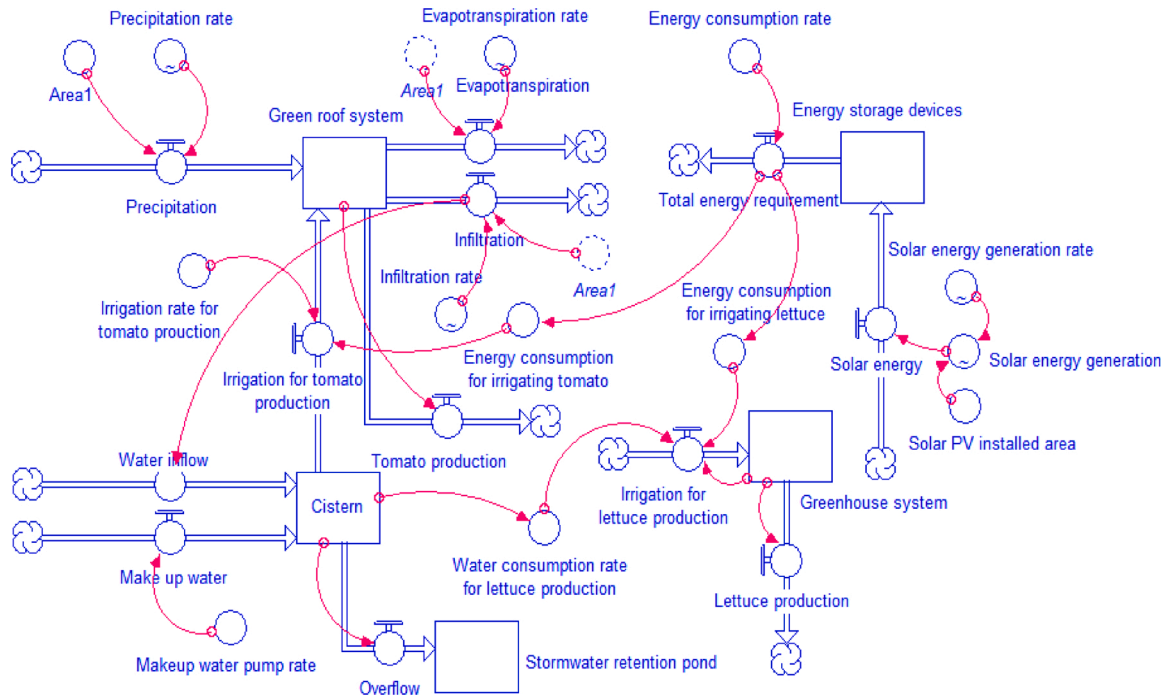 Precipitation rate
Evapotranspiration rate
Energy consumption rate
~
~
Area1
Area1
Evapotranspiration
Green roof system
Energy storage devices
Precipitation
Total energy requirement
Infiltration
Solar energy generation rate
Infiltration rate
Area1
~
~
Irrigation rate for
tomato prouction
Energy consumption
for irrigating lettuce
Irrigation for tomato
production
Energy consumption
for irrigating tomato
Solar energy
~
Solar energy generation
Solar PV installed area
Water inflow
Tomato production
Cistern
Irrigation for
lettuce production
Greenhouse system
Make up water
Water consumption rate
for lettuce production
Lettuce production
Makeup water pump rate
Stormwater retention pond
Overflow